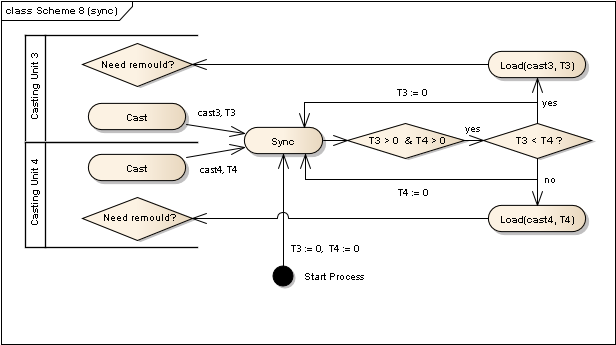 class Scheme 8 (sync)
Casting Unit 3
Need remould?
Load(cast3, T3)
T3 := 0
yes
Cast
cast3, T3
Sync
T3 > 0 & T4 > 0
yes
T3 < T4 ?
Casting Unit 4
Cast
cast4, T4
no
T4 := 0
Need remould?
Load(cast4, T4)
T3 := 0, T4 := 0
Start Process